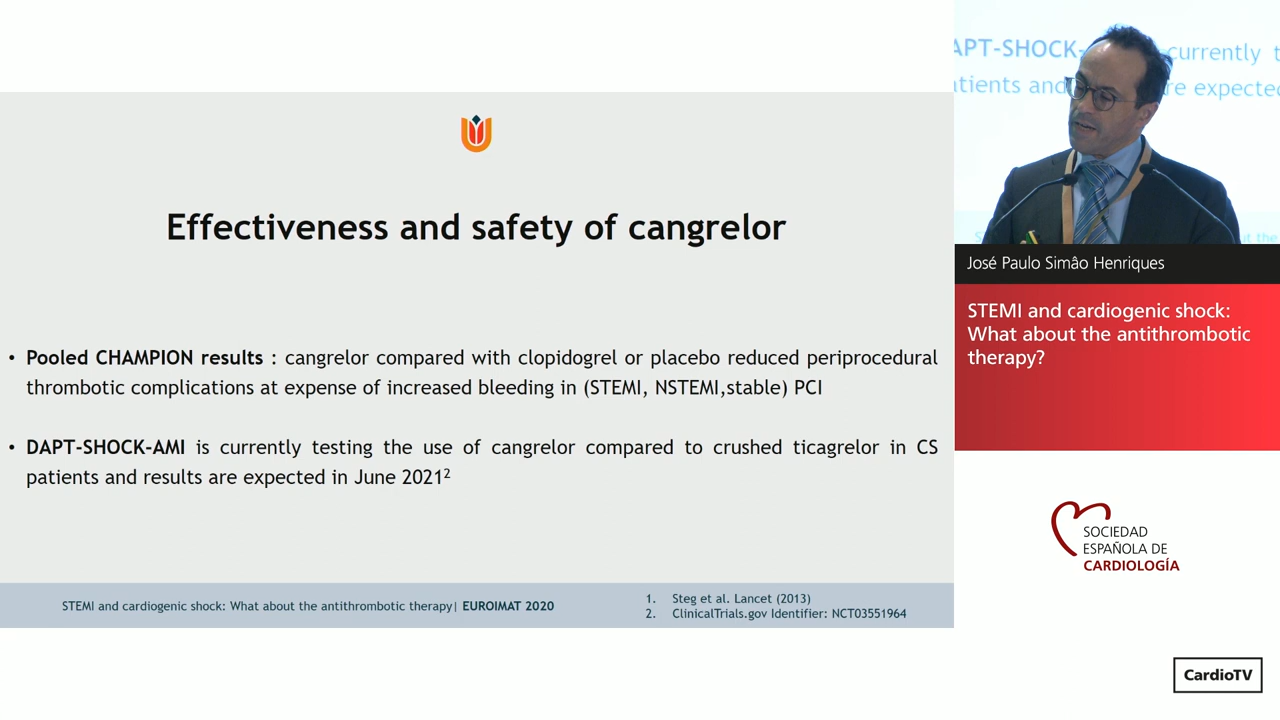 Effectiveness and safety of cangrelor
• Pooled CHAMPION results : cangrelor compared with clopidogrel or placebo reduced periprocedural
thrombotic complications at expense of increased bleeding in (STEMI, NSTEMI,stable) PCI
• DAPT-SHOCK-AMI is currently testing the use of cangrelor compared to crushed ticagrelor in CS
patients and results are expected in June 2021²
STEMI and cardiogenic shock: What about the antithrombotic therapy| EUROIMAT 2020
1. Steg et al. Lancet (2013)
2. ClinicalTrials.gov Identifier: NCT03551964
APT-SHOCK- currently t
atients and re expected
José Paulo Simâo Henriques
STEMI and cardiogenic shock:
What about the antithrombotic
therapy?
SOCIEDAD
ESPAÑOLA DE
CARDIOLOGÍA
CardioTV